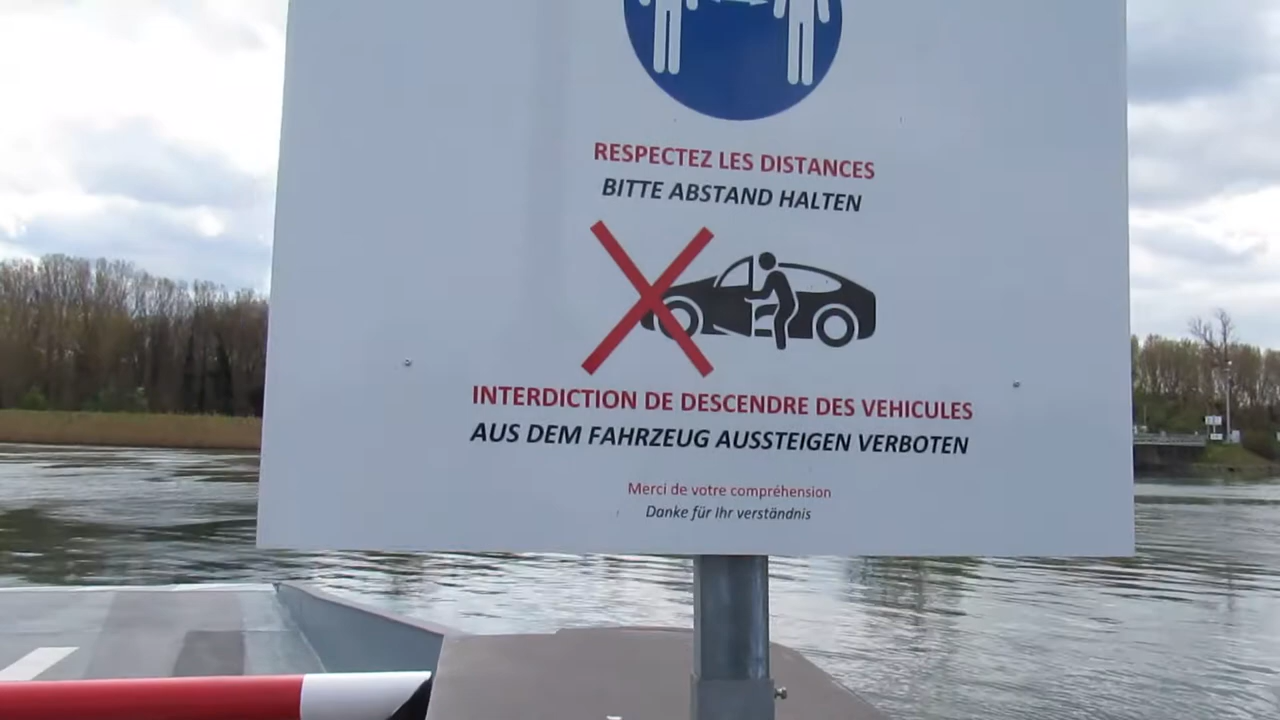 RESPECTEZ LES DISTANCES
BITTE ABSTAND HALTEN
INTERDICTION DE DESCENDRE DES VEHICULES
AUS DEM FAHRZEUG AUSSTEIGEN VERBOTEN
Merci de votre compréhension
Danke für Ihr verständnis